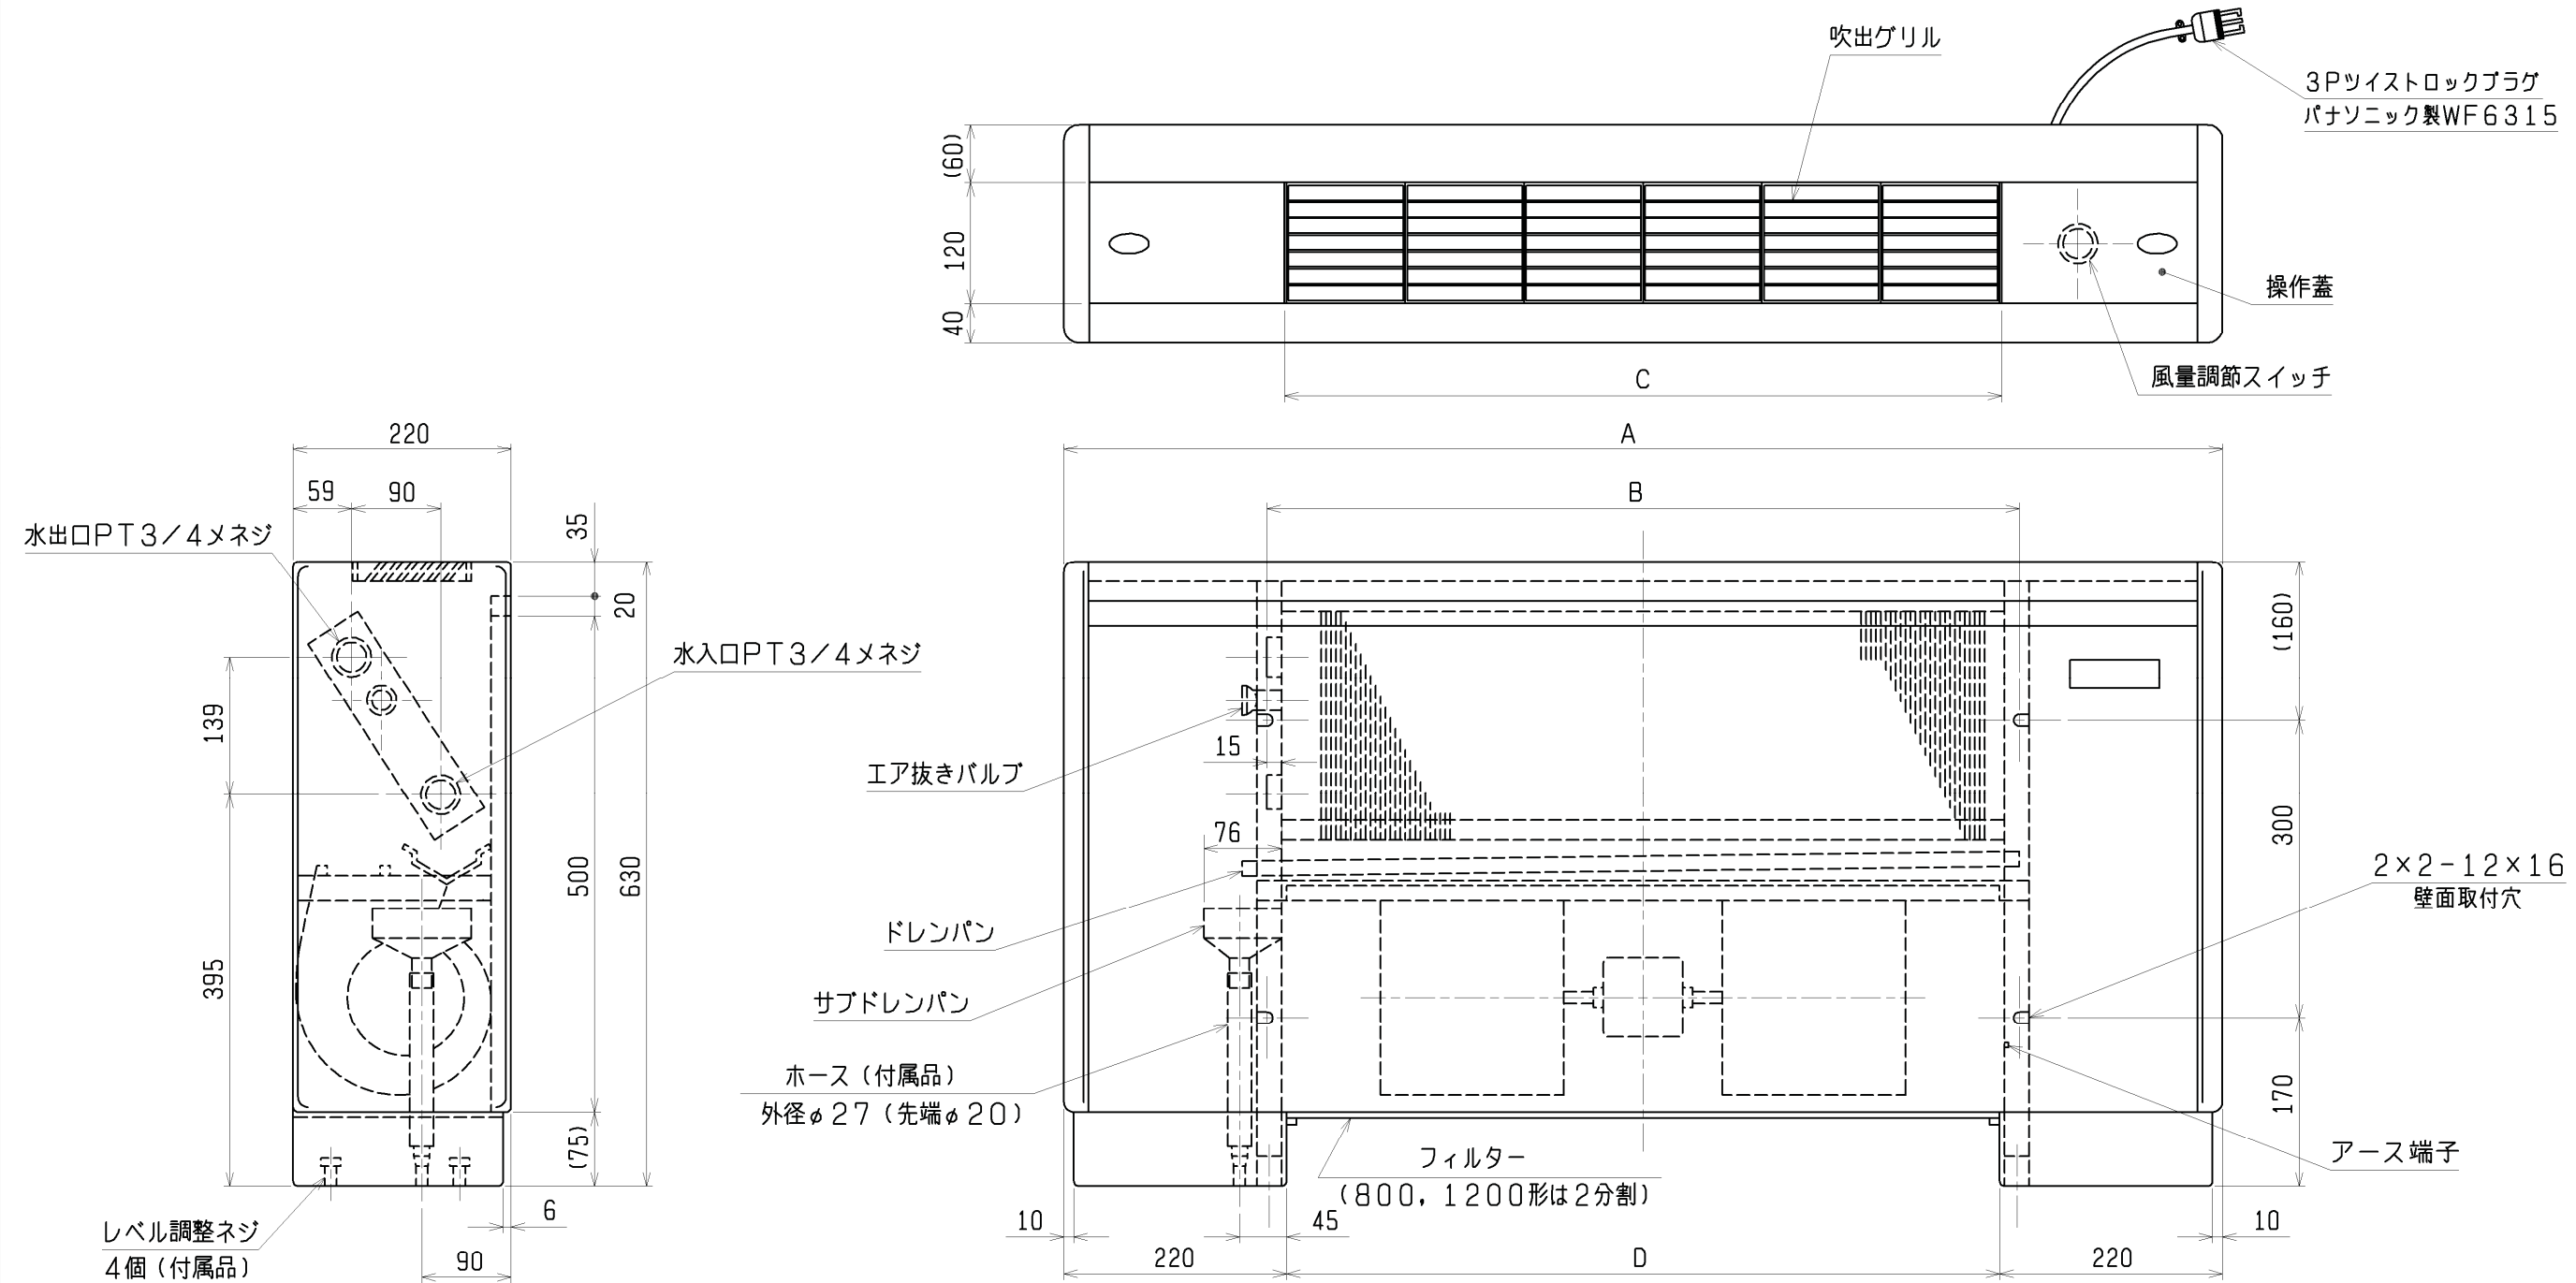 吹出グリル
3Pツイストロックプラグ
パナソニック製WF6315
(60)
120
40
操作蓋
風量調節スイッチ
C
220
59
90
35
20
水出口PT3/4メネジ
水入口PT3/4メネジ
139
395
500
630
(75)
6
90
レベル調整ネジ
4個(付属品)
A
B
(160)
300
170
15
76
エア抜きバルブ
ドレンパン
サブドレンパン
ホース(付属品)
外径φ27(先端φ20)
2×2-12×16
壁面取付穴
アース端子
フィルター
(800,1200形は2分割)
10
45
10
220
D
220